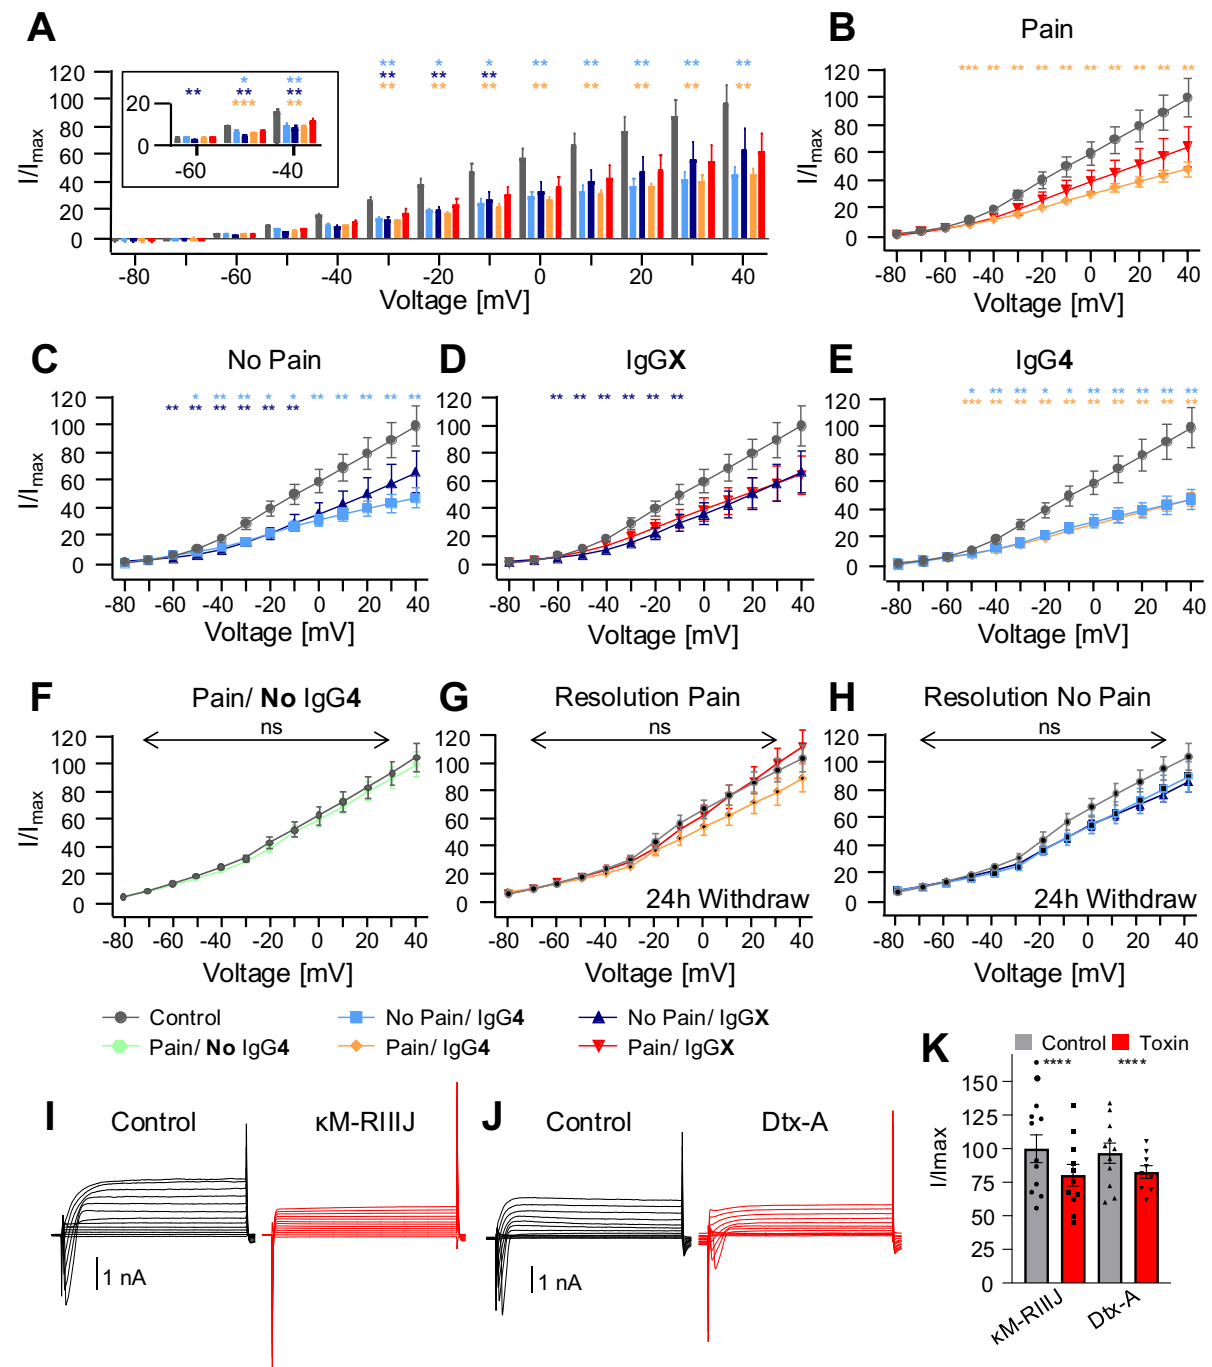 A
I/Imax
120
100
80
60
40
20
0
** * * ** ** ** ** **
** ** **
** ** ** ** ** ** ** **
20
0
** * **
** **
*** **
-60 -40
-80 -60 -40 -20 0 20 40
Voltage [mV]
B
Pain
I/Imax
120
100
80
60
40
20
0
*** ** ** ** ** ** ** ** ** **
-80 -60 -40 -20 0 20 40
Voltage [mV]
C
No Pain
I/Imax
120
100
80
60
40
20
0
* ** ** * * ** ** ** ** **
** ** ** ** ** **
-80 -60 -40 -20 0 20 40
Voltage [mV]
D
IgGX
120
100
80
60
40
20
0
** ** ** ** ** **
-80 -60 -40 -20 0 20 40
Voltage [mV]
E
IgG4
120
100
80
60
40
20
0
* ** ** * * ** ** ** ** **
*** ** ** ** ** ** ** ** ** **
-80 -60 -40 -20 0 20 40
Voltage [mV]
F
Pain/ No IgG4
ns
I/Imax
120
100
80
60
40
20
0
-80 -60 -40 -20 0 20 40
Voltage [mV]
G
Resolution Pain
ns
120
100
80
60
40
20
0
24h Withdraw
-80 -60 -40 -20 0 20 40
Voltage [mV]
H
Resolution No Pain
ns
120
100
80
60
40
20
0
24h Withdraw
-80 -60 -40 -20 0 20 40
Voltage [mV]
Control
No Pain/ IgG4
No Pain/ IgGX
Pain/ No IgG4
Pain/ IgG4
Pain/ IgGX
I
Control
κM-RIIIJ
1 nA
J
Control
Dtx-A
1 nA
K
Control Toxin
**** ****
I/Imax
150
125
100
75
50
25
0
κM-RIIIJ
Dtx-A